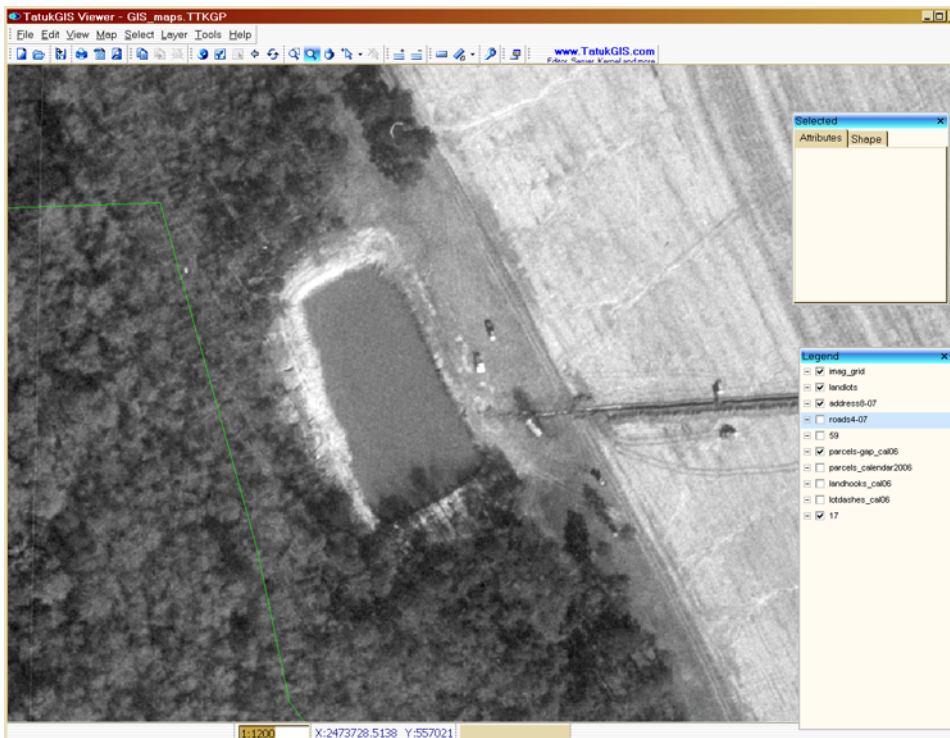 TatukGIS Viewer - GIS_maps.TTKGP
File Edit View Map Select Layer Tools Help
www.TatukGIS.com
Editor, Server, Kernel and more
Selected
Attributes Shape
Legend
imag_grid
landlots
address8-07
roads4-07
59
parcels-gap_cal06
parcels_calendar2006
landhooks_cal06
lotdashes_cal06
17
1:1200 X:2473728.5138 Y:557021